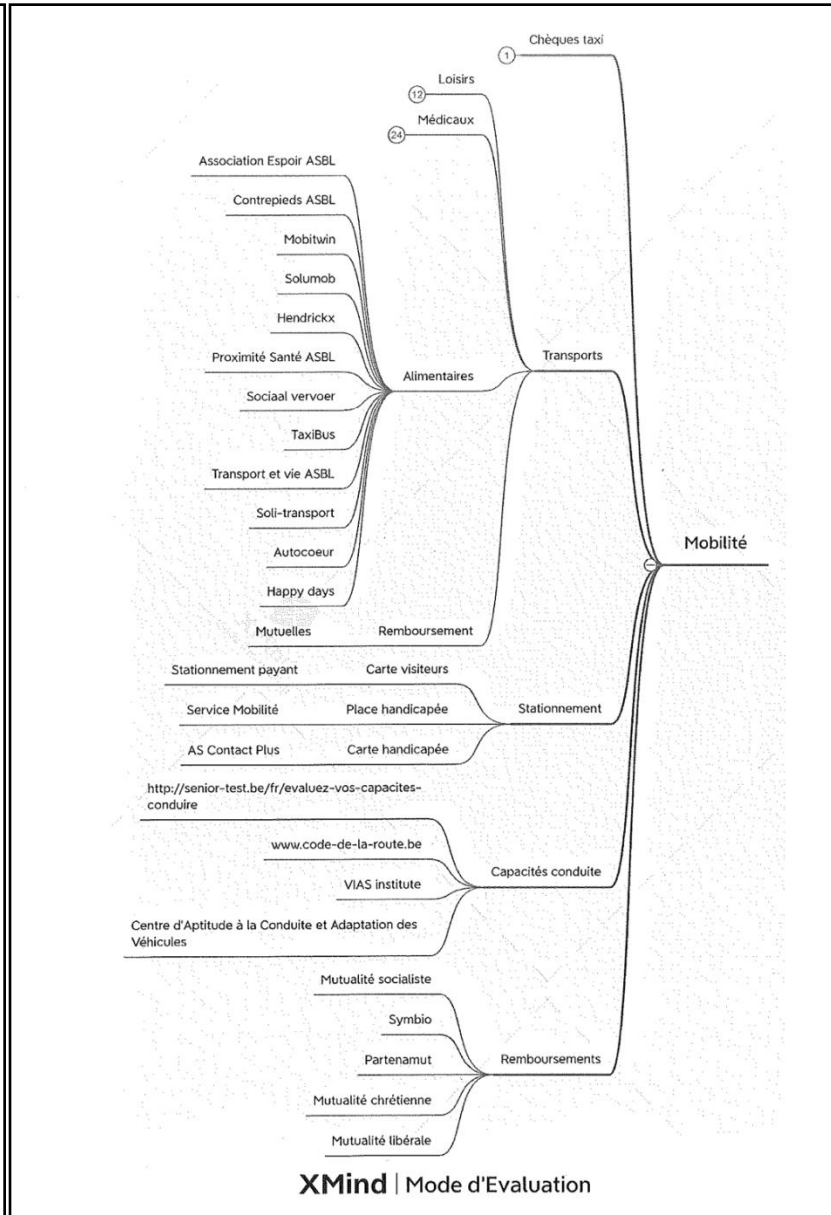 Chèques taxi
1
Loisirs
12
Médicaux
24
Association Espoir ASBL
Contrepieds ASBL
Mobitwin
Solumob
Hendrickx
Proximité Santé ASBL
Sociaal vervoer
TaxiBus
Transport et vie ASBL
Soli-transport
Autocoeur
Happy days
Alimentaires
Transports
Mutuelles
Remboursement
Mobilité
Stationnement payant
Carte visiteurs
Service Mobilité
Place handicapée
Stationnement
AS Contact Plus
Carte handicapée
http://senior-test.be/fr/evaluez-vos-capacites-
conduire
www.code-de-la-route.be
VIAS institute
Capacités conduite
Centre d'Aptitude à la Conduite et Adaptation des
Véhicules
Mutualité socialiste
Symbio
Partenamut
Remboursements
Mutualité chrétienne
Mutualité libérale
XMind | Mode d'Evaluation